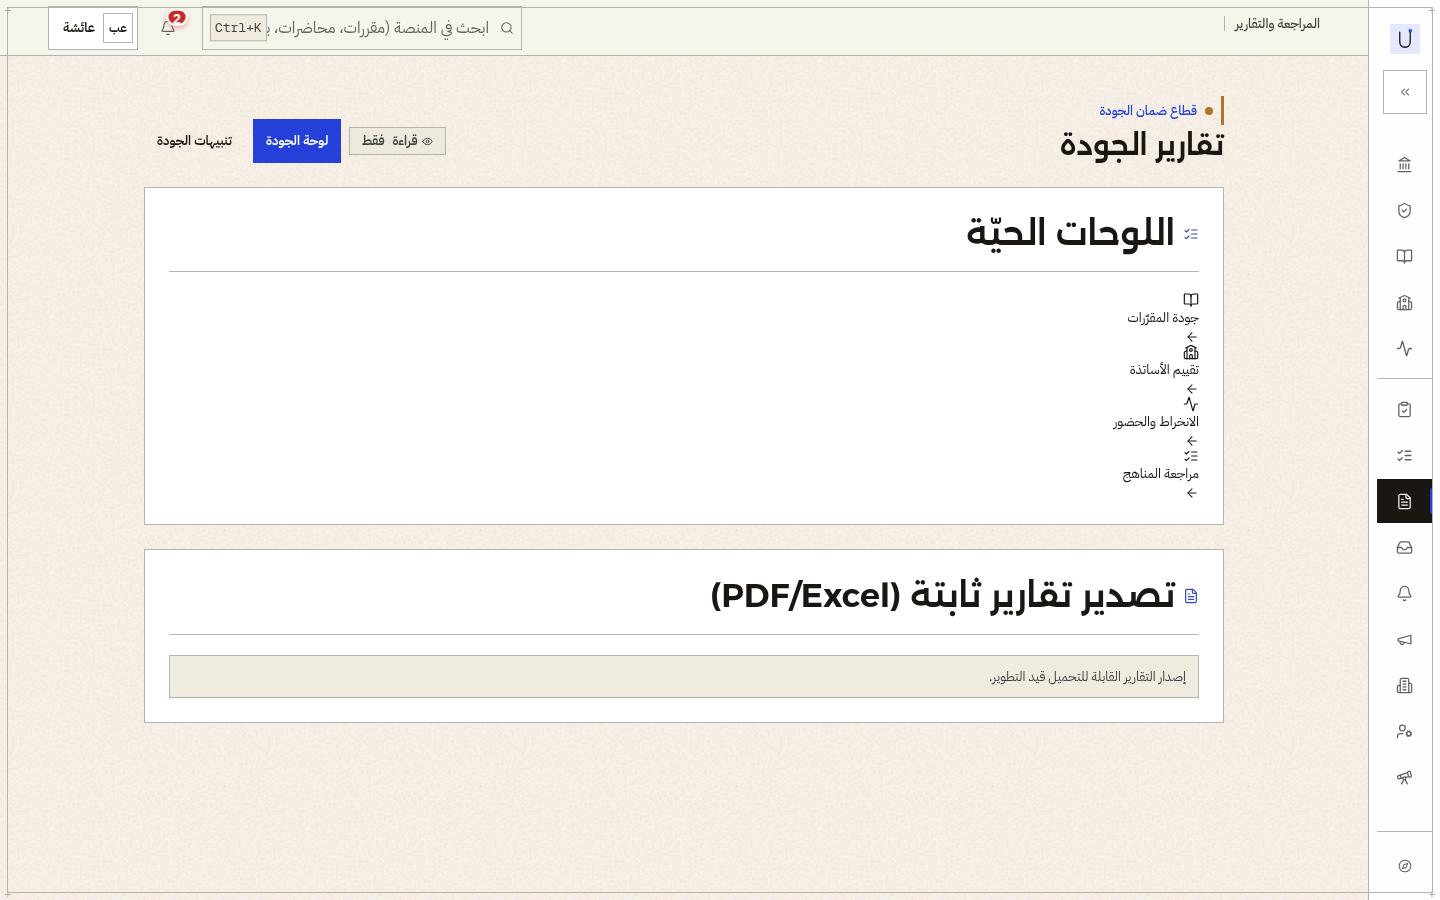 المراجعة والتقارير
ابحث في المنصة (مقررات، محاضرات، ي
Ctrl+K
2
عب
عائشة
قطاع ضمان الجودة
تقارير الجودة
قراءة فقط
لوحة الجودة
تنبيهات الجودة
اللوحات الحيّة
جودة المقرّرات
تقييم الأساتذة
الانخراط والحضور
مراجعة المناهج
تصدير تقارير ثابتة (PDF/Excel)
إصدار التقارير القابلة للتحميل قيد التطوير.